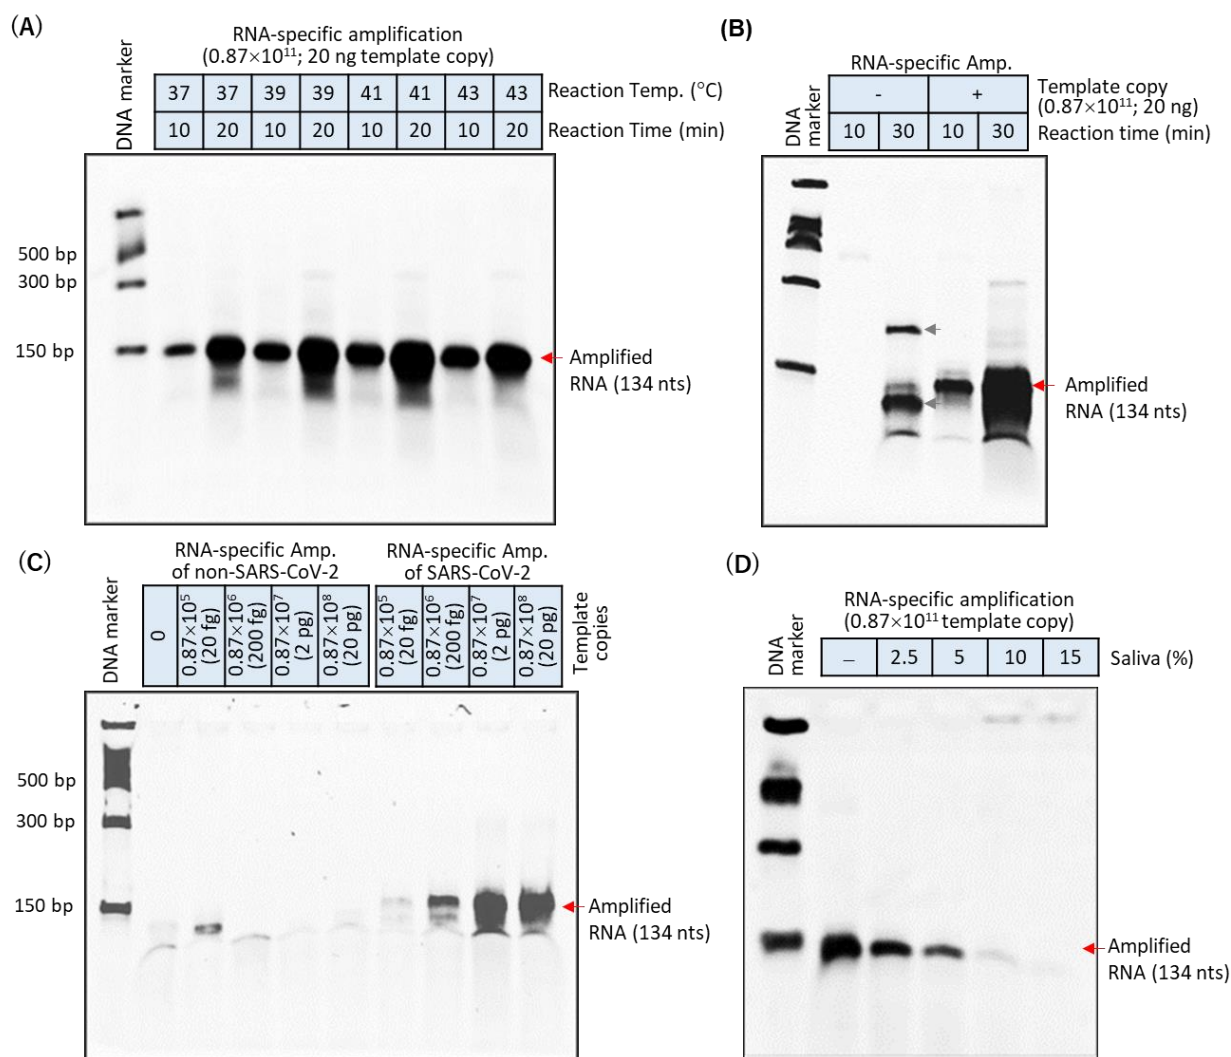 (A)
RNA-specific amplification
(0.87×10¹¹; 20 ng template copy)
DNA marker
37 37 39 39 41 41 43 43 Reaction Temp. (°C)
10 20 10 20 10 20 10 20 Reaction Time (min)
500 bp
300 bp
150 bp
Amplified
RNA (134 nts)
(B)
RNA-specific Amp.
DNA
marker
- + Template copy
(0.87×10¹¹; 20 ng)
10 30 10 30 Reaction time (min)
Amplified
RNA (134 nts)
(C)
RNA-specific Amp.
of non-SARS-CoV-2
RNA-specific Amp.
of SARS-CoV-2
DNA marker
0
0.87×10⁵
(20 fg)
0.87×10⁶
(200 fg)
0.87×10⁷
(2 pg)
0.87×10⁸
(20 pg)
0.87×10⁵
(20 fg)
0.87×10⁶
(200 fg)
0.87×10⁷
(2 pg)
0.87×10⁸
(20 pg)
Template
copies
500 bp
300 bp
150 bp
Amplified
RNA (134 nts)
(D)
RNA-specific amplification
(0.87×10¹¹ template copy)
DNA
marker
– 2.5 5 10 15 Saliva (%)
Amplified
RNA (134 nts)